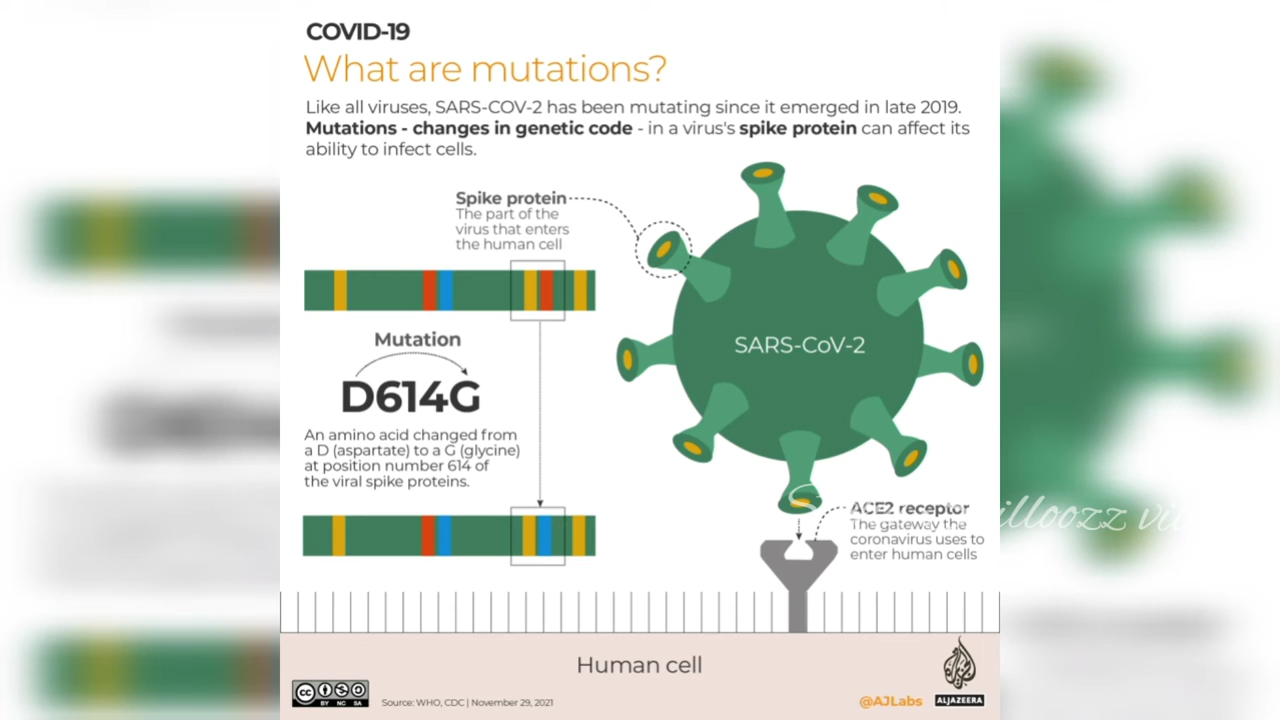 COVID-19
What are mutations?
Like all viruses, SARS-COV-2 has been mutating since it emerged in late 2019.
Mutations - changes in genetic code - in a virus's spike protein can affect its
ability to infect cells.
Spike protein
The part of the
virus that enters
the human cell
SARS-CoV-2
Mutation
D614G
An amino acid changed from
a D (aspartate) to a G (glycine)
at position number 614 of
the viral spike proteins.
ACE2 receptor
The gateway the
coronavirus uses to
enter human cells
Human cell
CC BY NC SA
Source: WHO, CDC | November 29, 2021
@AJLabs
ALJAZEERA